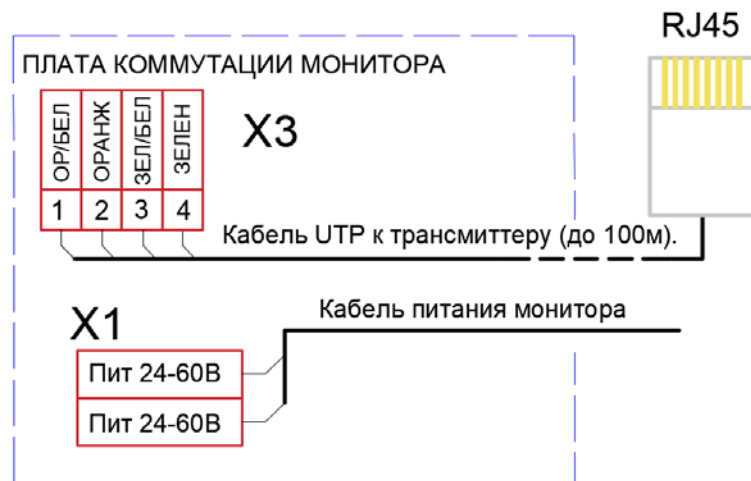 RJ45
ПЛАТА КОММУТАЦИИ МОНИТОРА
ОР/БЕЛ
ОРАНЖ
ЗЕЛ/БЕЛ
ЗЕЛЕН
X3
1 2 3 4
Кабель UTP к трансмиттеру (до 100м).
X1
Кабель питания монитора
Пит 24-60В
Пит 24-60В